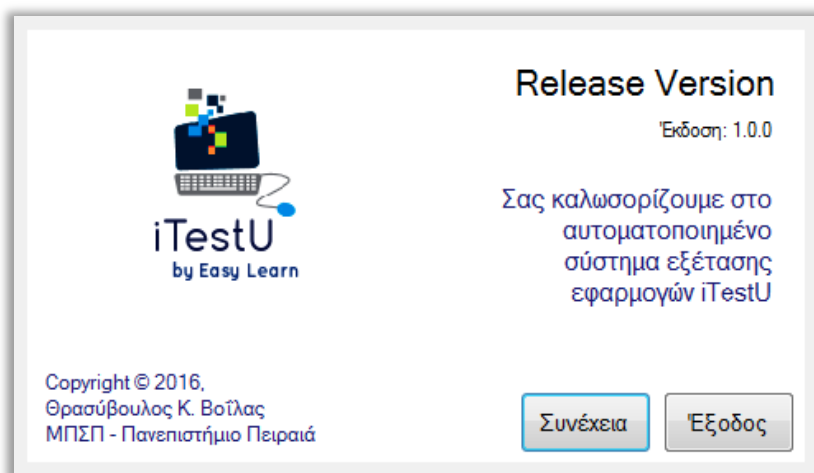 Release Version
Έκδοση: 1.0.0
iTestU
by Easy Learn
Σας καλωσορίζουμε στο
αυτοματοποιημένο
σύστημα εξέτασης
εφαρμογών iTestU
Copyright © 2016,
Θρασύβουλος Κ. Βοΐλας
ΜΠΣΠ - Πανεπιστήμιο Πειραιά
Συνέχεια
Έξοδος